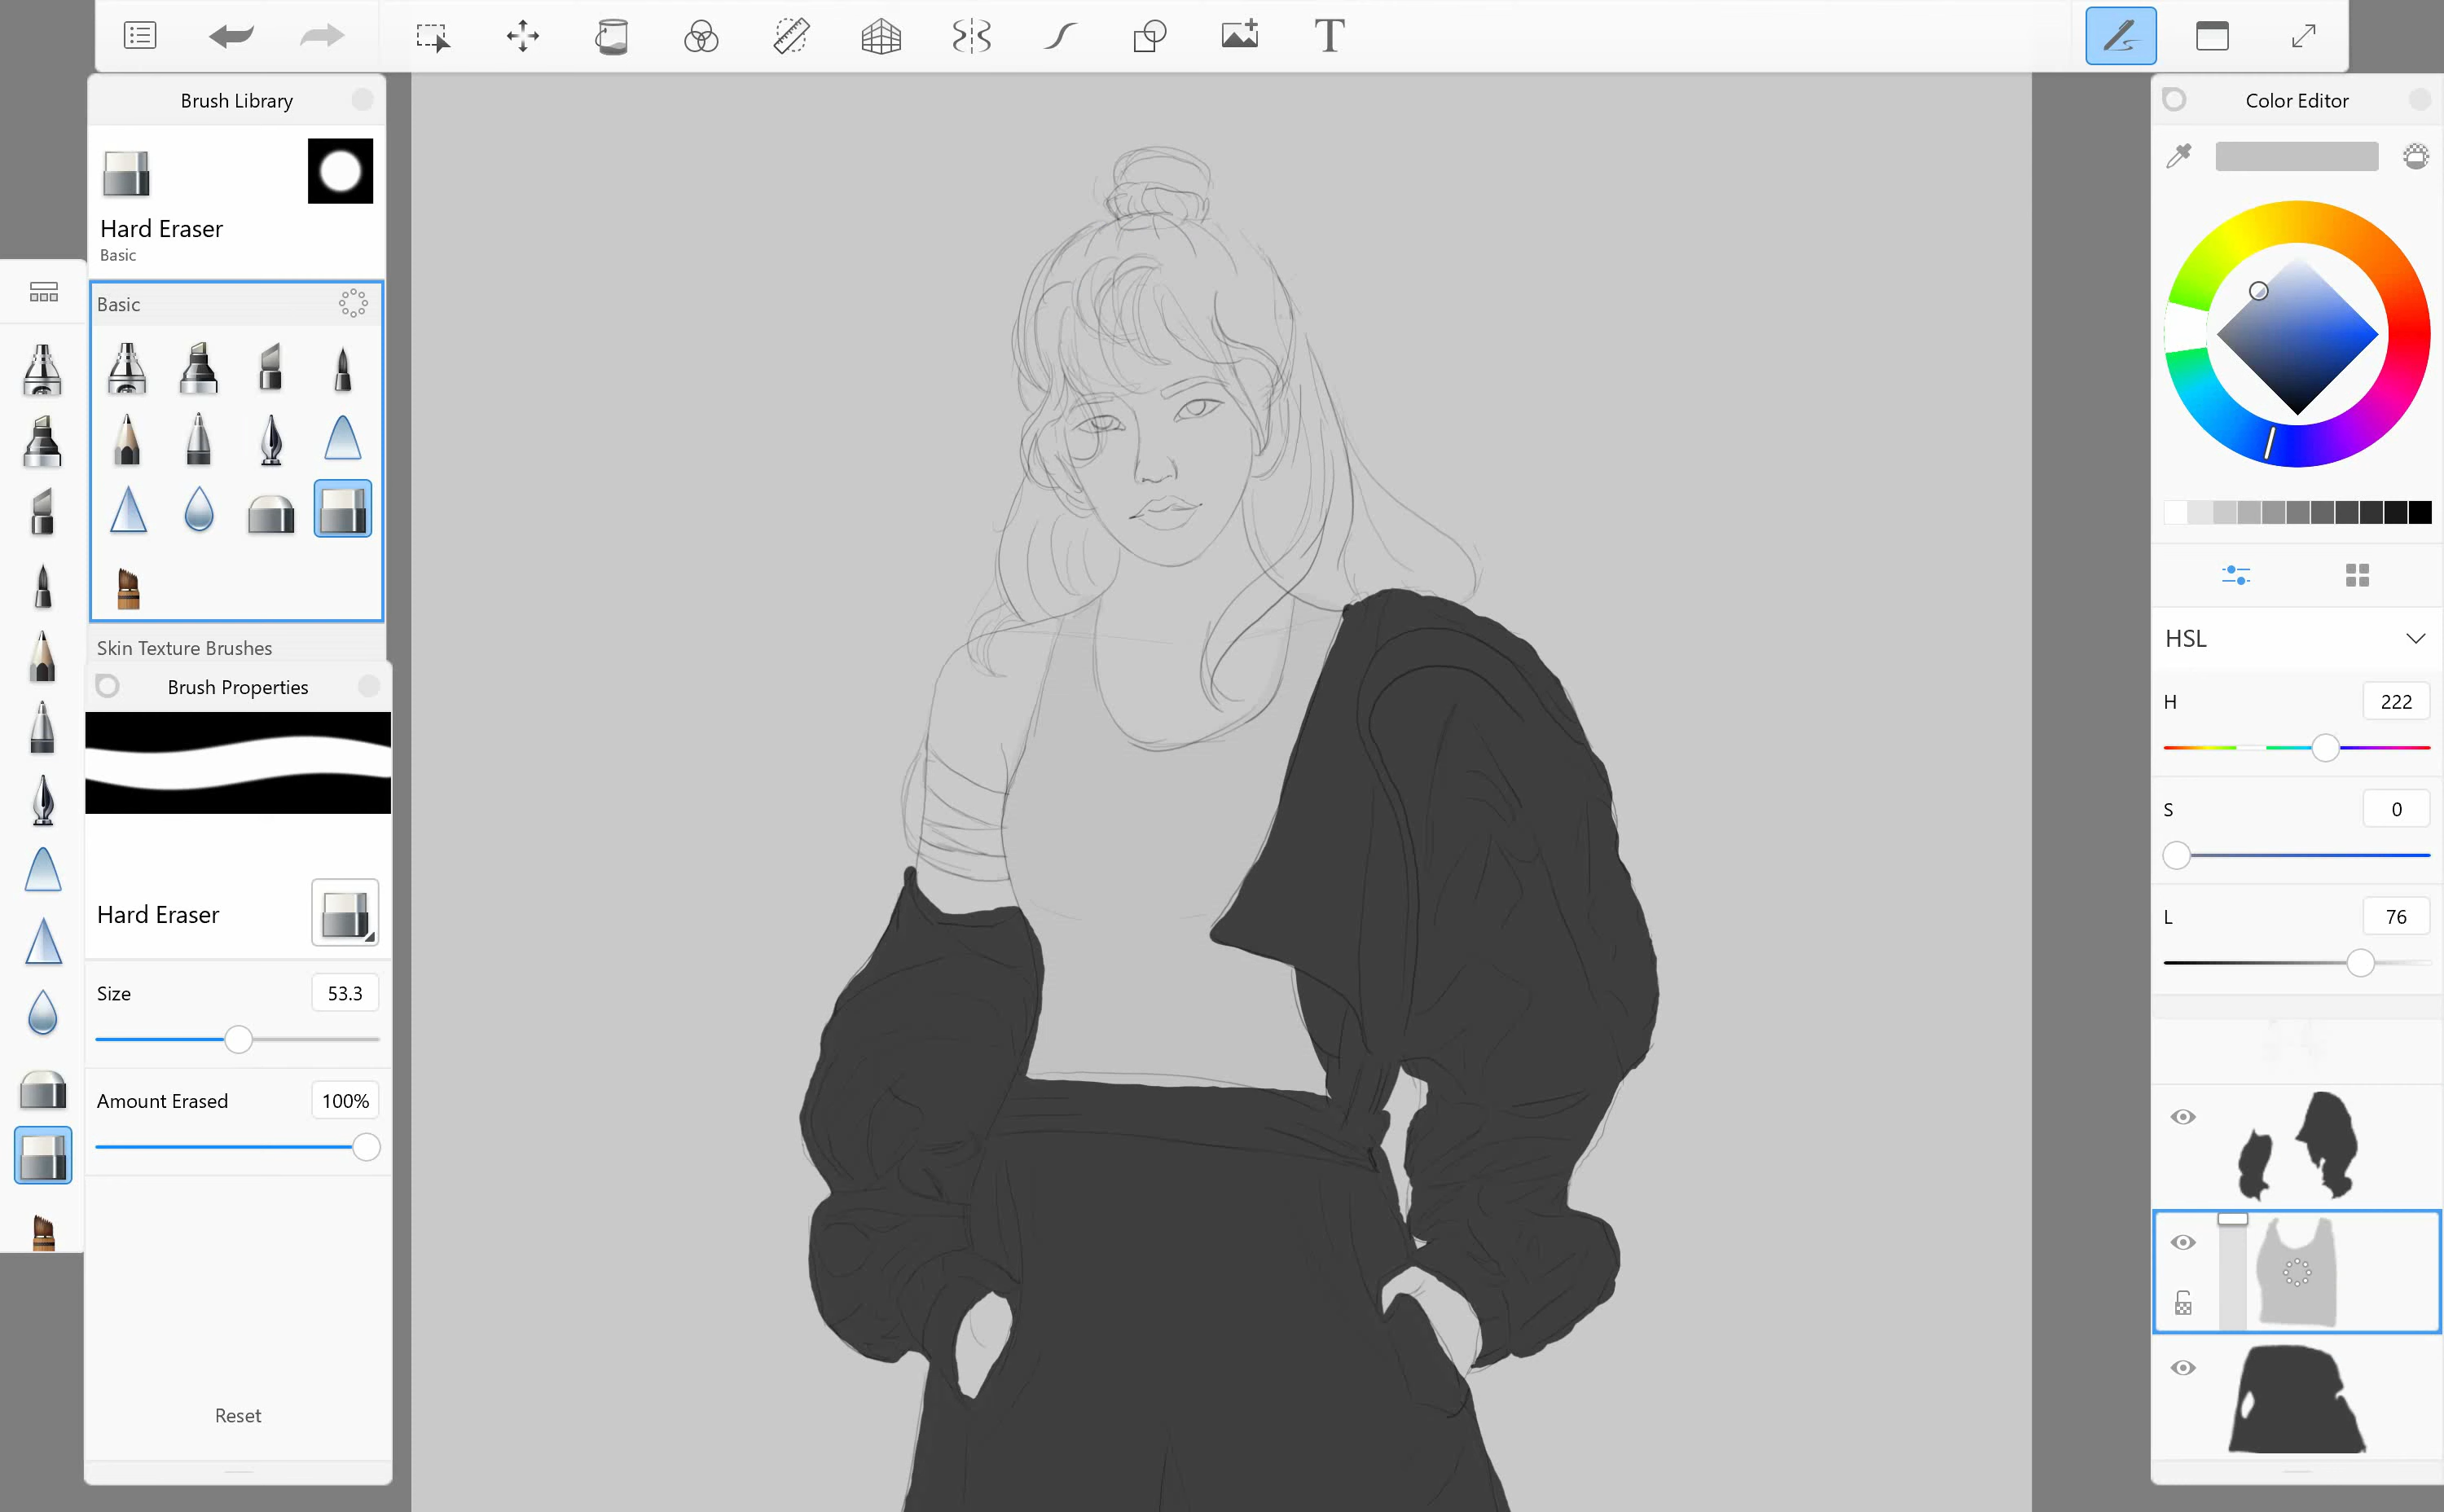 T
Brush Library
Hard Eraser
Basic
Basic
Skin Texture Brushes
Brush Properties
Hard Eraser
Size 53.3
Amount Erased 100%
Reset
Color Editor
HSL
H 222
S 0
L 76